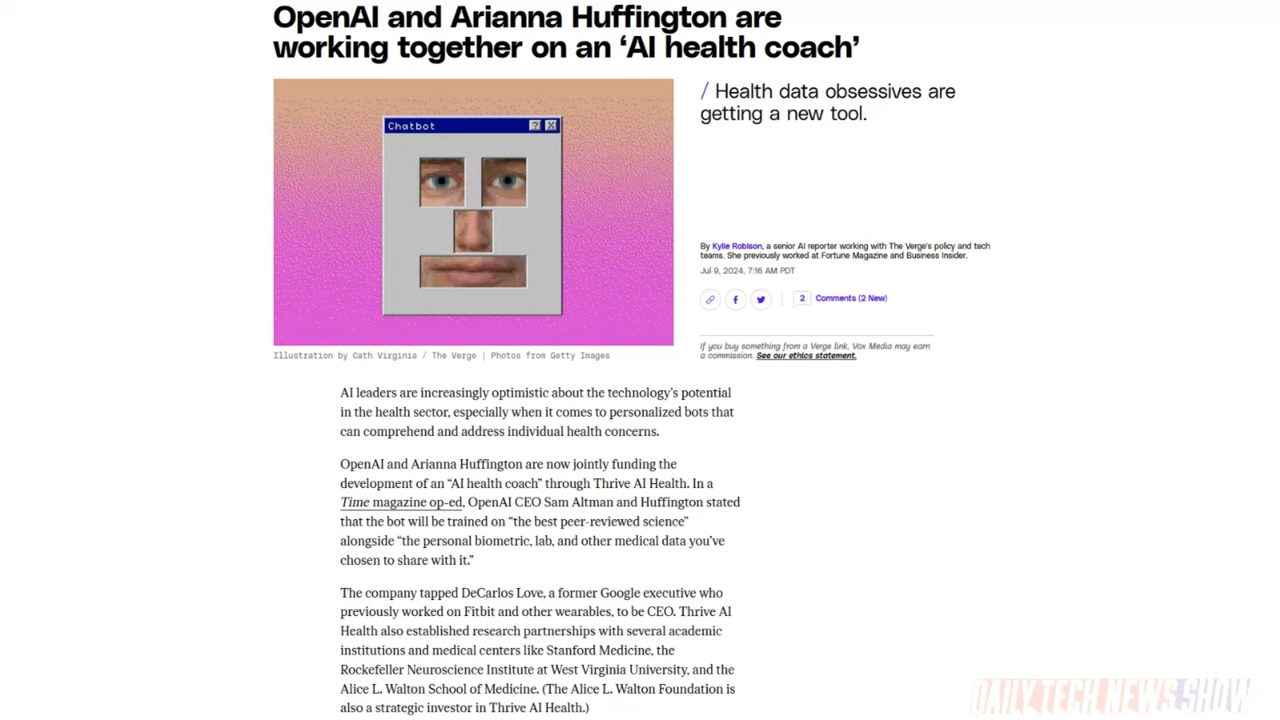 OpenAI and Arianna Huffington are
working together on an ‘AI health coach’
/ Health data obsessives are
getting a new tool.
Chatbot
By Kylie Robison, a senior AI reporter working with The Verge's policy and tech
teams. She previously worked at Fortune Magazine and Business Insider.
Jul 9, 2024, 7:16 AM PDT
2 Comments (2 New)
If you buy something from a Verge link, Vox Media may earn
a commission. See our ethics statement.
Illustration by Cath Virginia / The Verge | Photos from Getty Images
AI leaders are increasingly optimistic about the technology’s potential
in the health sector, especially when it comes to personalized bots that
can comprehend and address individual health concerns.
OpenAI and Arianna Huffington are now jointly funding the
development of an “AI health coach” through Thrive AI Health. In a
Time magazine op-ed, OpenAI CEO Sam Altman and Huffington stated
that the bot will be trained on “the best peer-reviewed science”
alongside “the personal biometric, lab, and other medical data you’ve
chosen to share with it.”
The company tapped DeCarlos Love, a former Google executive who
previously worked on Fitbit and other wearables, to be CEO. Thrive AI
Health also established research partnerships with several academic
institutions and medical centers like Stanford Medicine, the
Rockefeller Neuroscience Institute at West Virginia University, and the
Alice L. Walton School of Medicine. (The Alice L. Walton Foundation is
also a strategic investor in Thrive AI Health.)
DAILY TECH NEWS SHOW